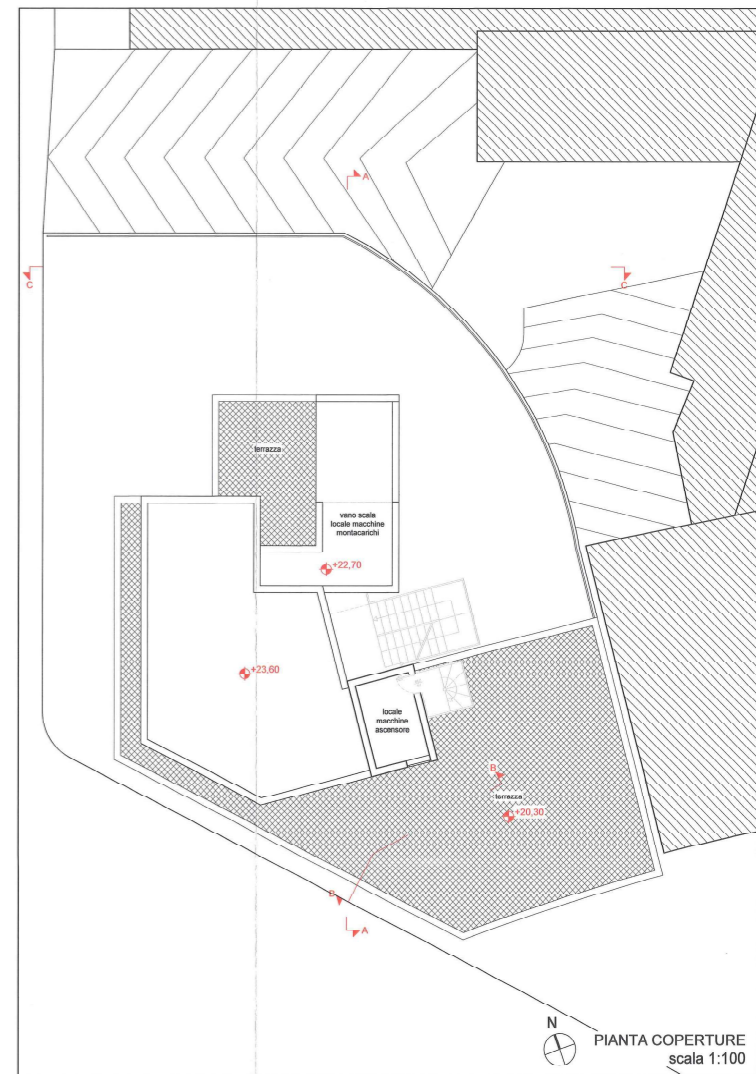 A
C
C
terrazza
vano scala
locale macchine
montacarichi
+22,70
+23,60
locale
macchine
ascensore
B
terrazza
+20,30
B
A
N
PIANTA COPERTURE
scala 1:100